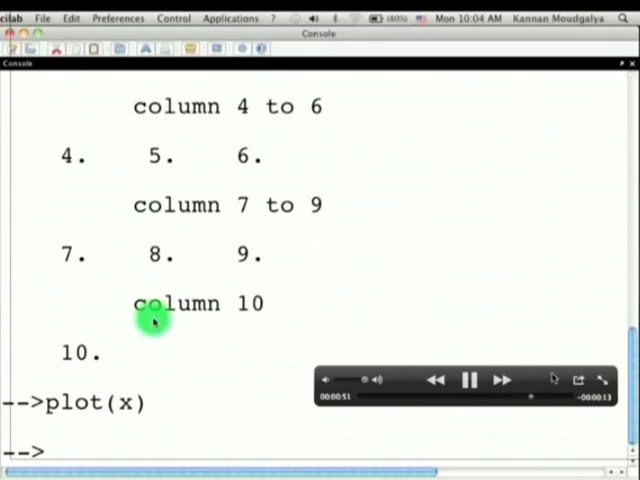 cilab File Edit Preferences Control Applications ? (80%) Mon 10:04 AM Kannan Moudgalya
Console
Console
column 4 to 6
4. 5. 6.
column 7 to 9
7. 8. 9.
column 10
10.
-->plot(x)
-->
00:00:51 -00:00:13